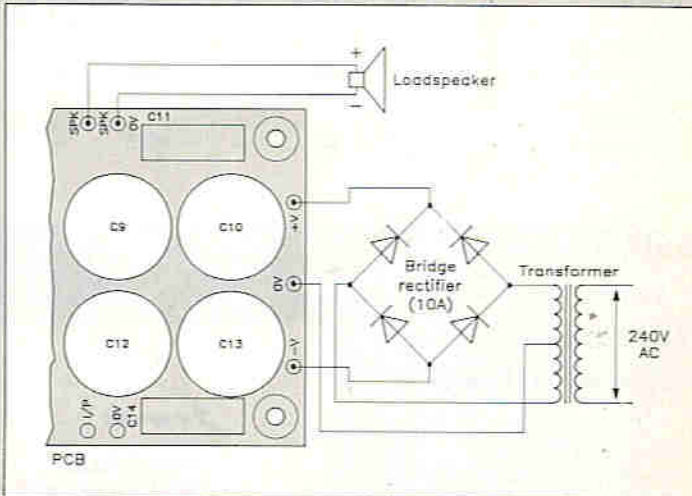 +
Loadspeaker
−
SPK
SPK
0V
C11
C9
C10
+V
Bridge
rectifier
(10A)
Transformer
0V
240V
AC
C12
C13
−V
I/P
0V
C14
PCB